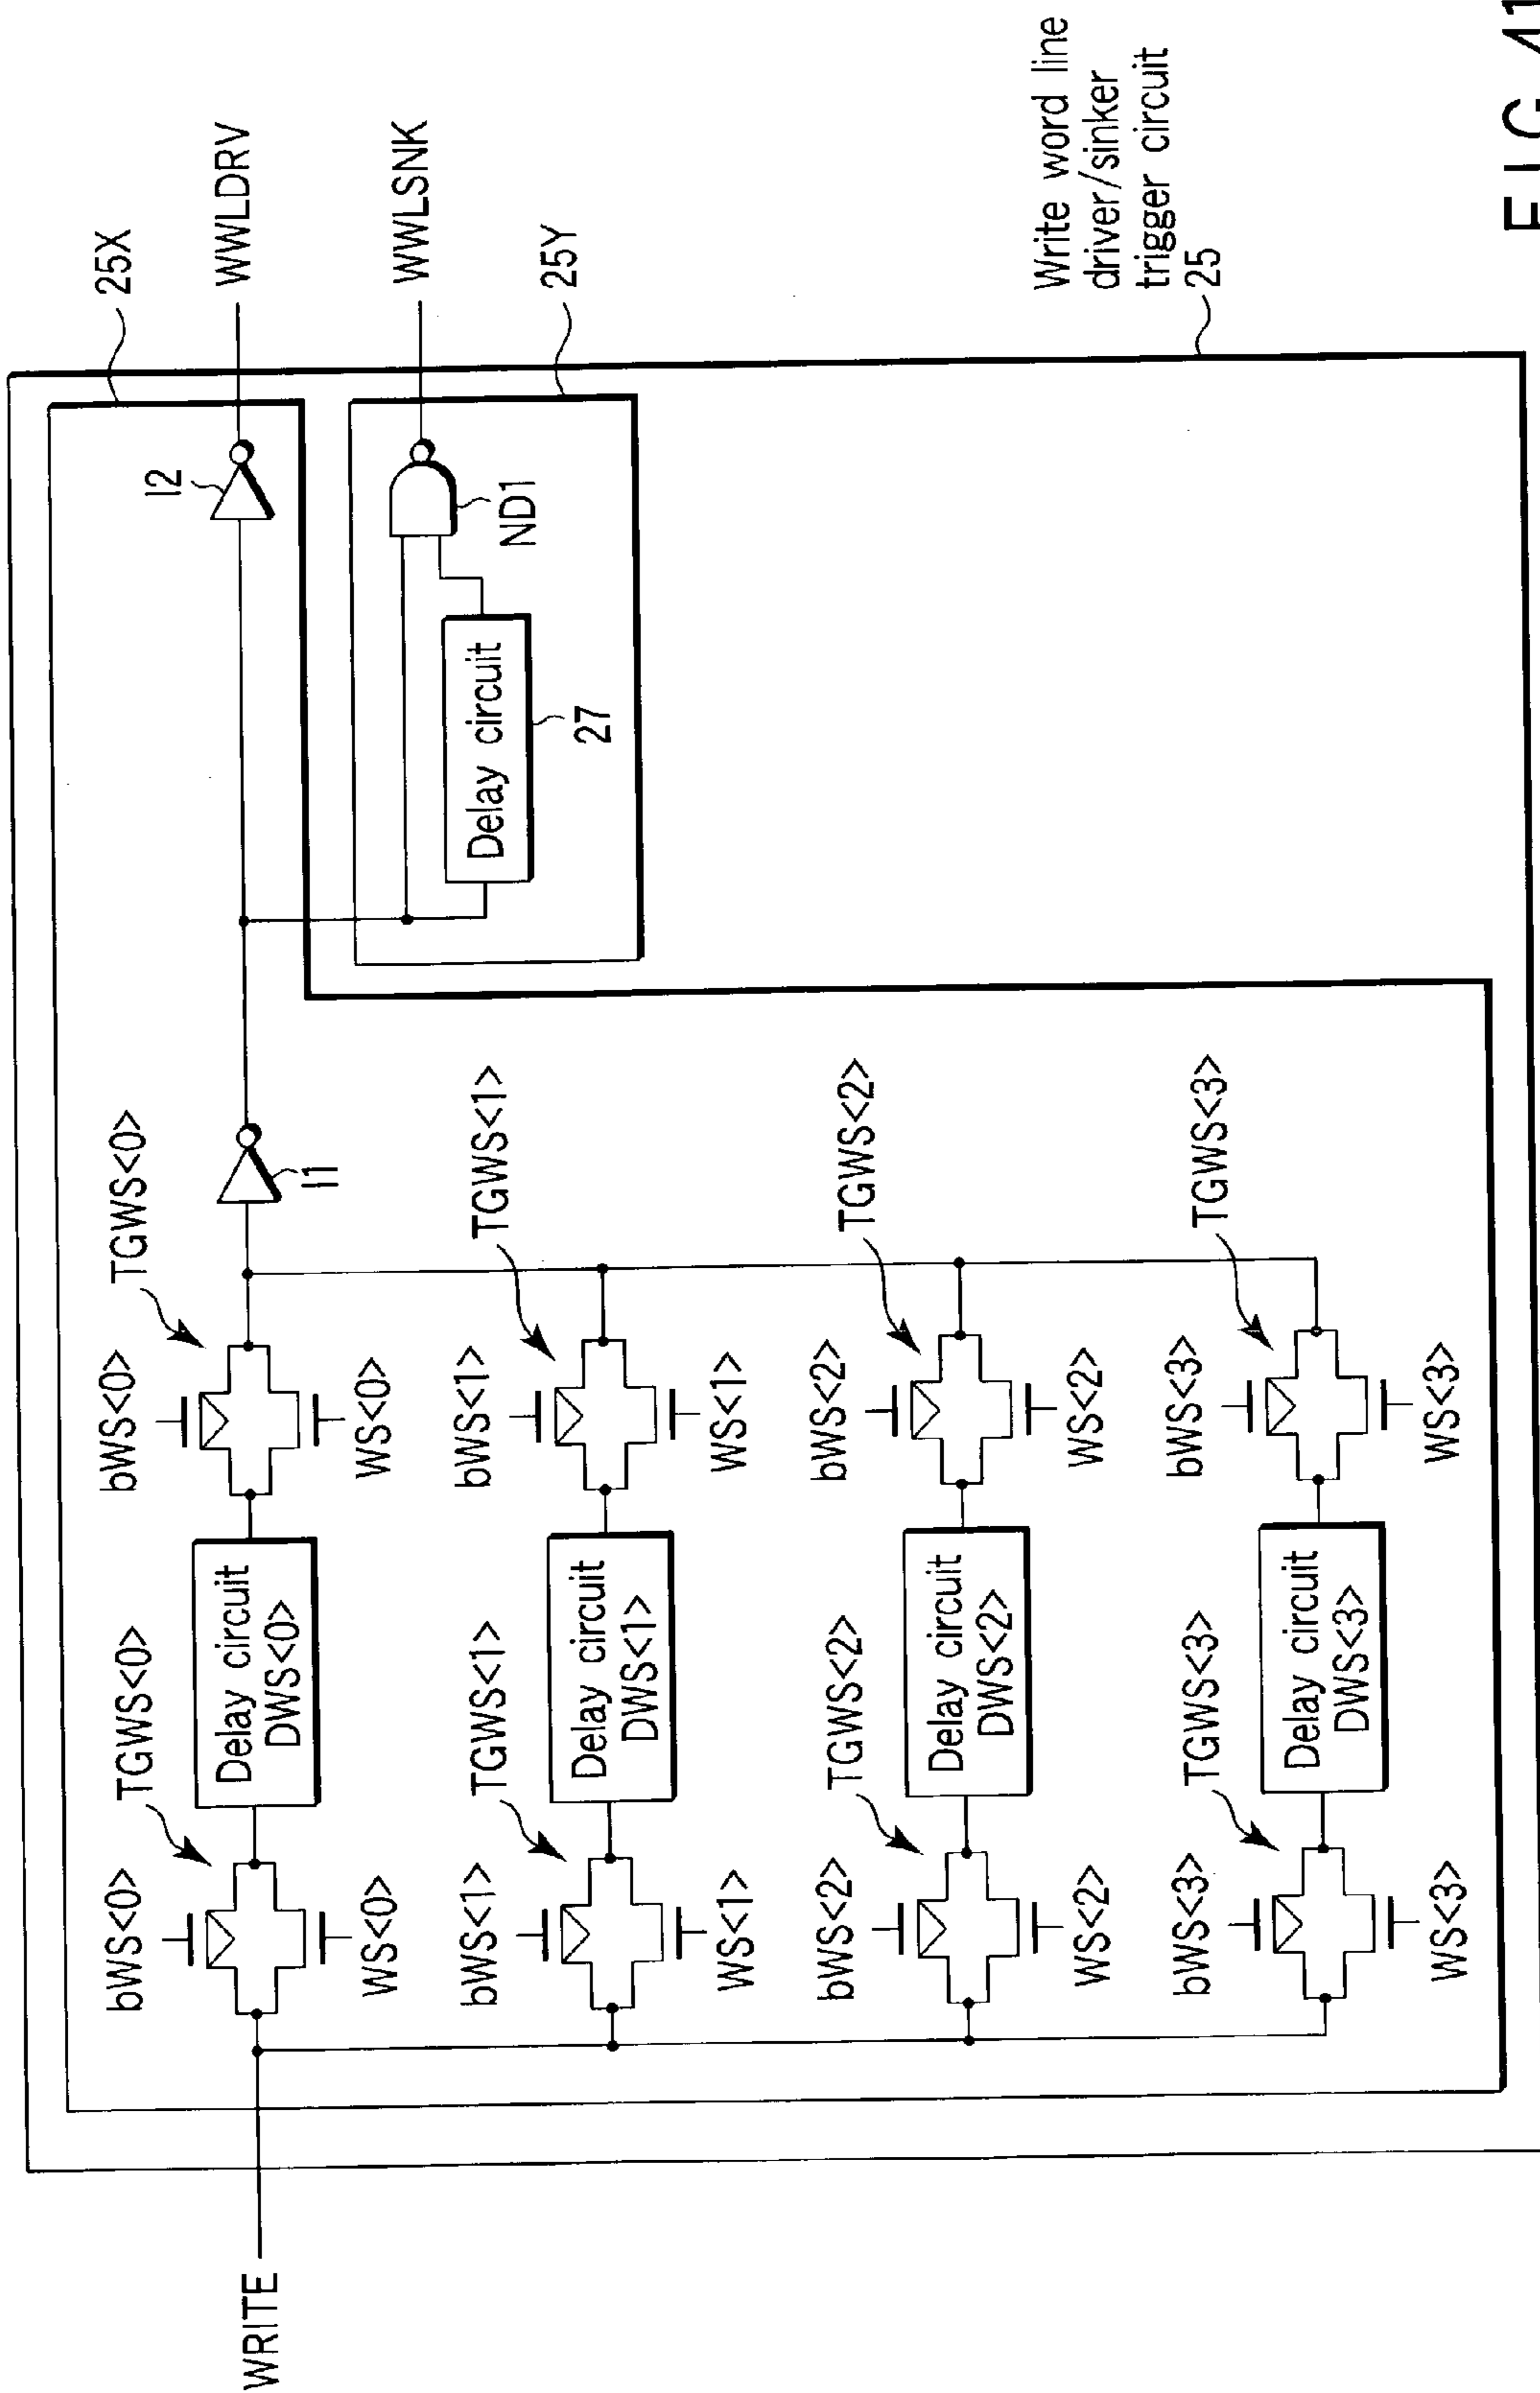 WRITE
25X
WWLDRV
WWLSNK
25Y
I2
ND1
Delay circuit
27
I1
bWS<0>
TGWS<0>
WS<0>
Delay circuit
DWS<0>
bWS<0>
TGWS<0>
WS<0>
bWS<1>
TGWS<1>
WS<1>
Delay circuit
DWS<1>
bWS<1>
TGWS<1>
WS<1>
bWS<2>
TGWS<2>
WS<2>
Delay circuit
DWS<2>
bWS<2>
TGWS<2>
WS<2>
bWS<3>
TGWS<3>
WS<3>
Delay circuit
DWS<3>
bWS<3>
TGWS<3>
WS<3>
Write word line
driver/sinker
trigger circuit
25
FIG. 41